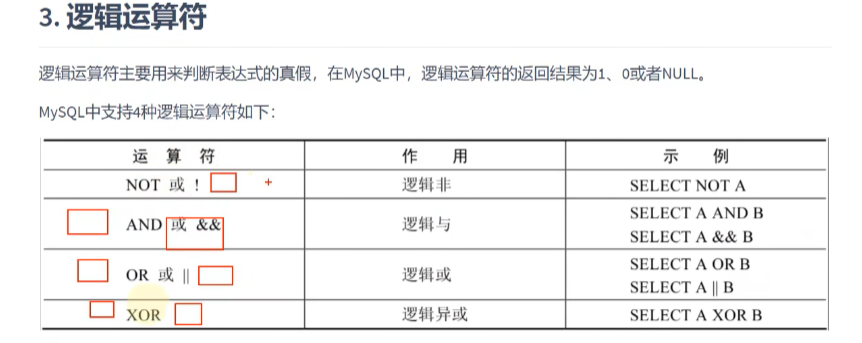 3. 逻辑运算符
逻辑运算符主要用来判断表达式的真假，在MySQL中，逻辑运算符的返回结果为1、0或者NULL。
MySQL中支持4种逻辑运算符如下：
运 算 符 作 用 示 例
NOT 或 ! 逻辑非 SELECT NOT A
AND 或 && 逻辑与 SELECT A AND B
SELECT A && B
OR 或 || 逻辑或 SELECT A OR B
SELECT A || B
XOR 逻辑异或 SELECT A XOR B